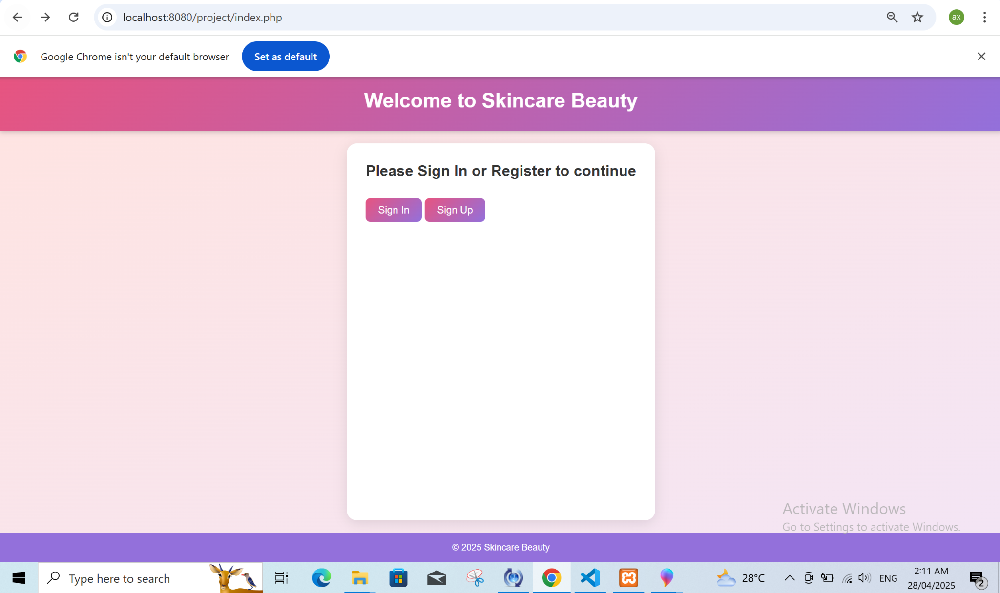 localhost:8080/project/index.php
ax
Google Chrome isn't your default browser
Set as default
Welcome to Skincare Beauty
Please Sign In or Register to continue
Sign In
Sign Up
Activate Windows
Go to Settings to activate Windows.
© 2025 Skincare Beauty
Type here to search
28°C
ENG
2:11 AM
28/04/2025
2